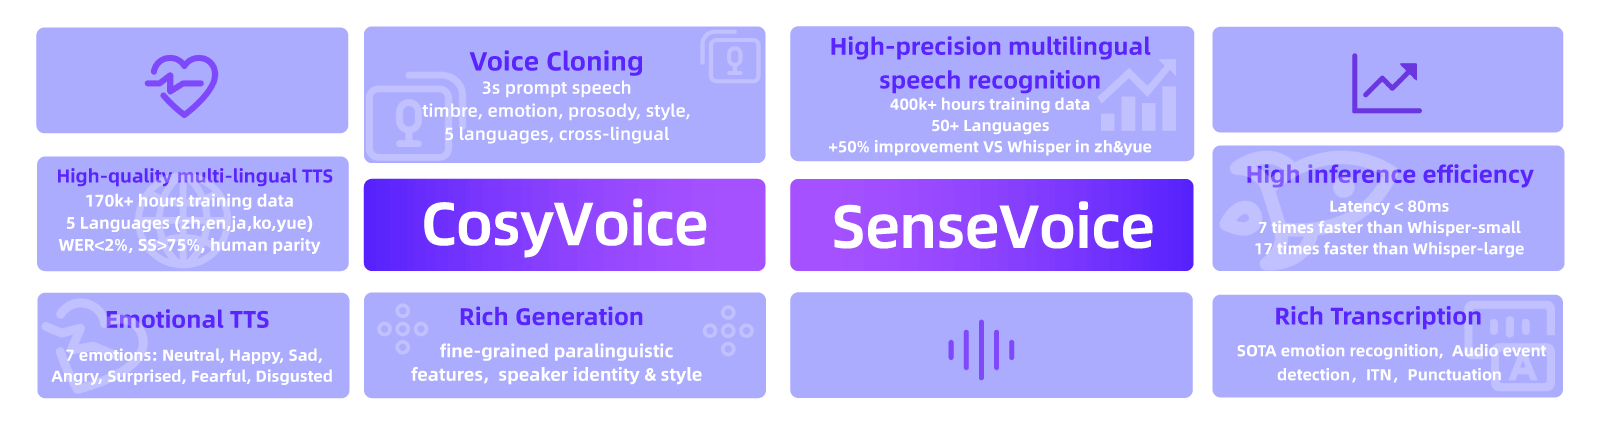 High-quality multi-lingual TTS
170k+ hours training data
5 Languages (zh,en,ja,ko,yue)
WER<2%, SS>75%, human parity
Emotional TTS
7 emotions: Neutral, Happy, Sad,
Angry, Surprised, Fearful, Disgusted
Voice Cloning
3s prompt speech
timbre, emotion, prosody, style,
5 languages, cross-lingual
CosyVoice
Rich Generation
fine-grained paralinguistic
features, speaker identity & style
High-precision multilingual
speech recognition
400k+ hours training data
50+ Languages
+50% improvement VS Whisper in zh&yue
SenseVoice
High inference efficiency
Latency < 80ms
7 times faster than Whisper-small
17 times faster than Whisper-large
Rich Transcription
SOTA emotion recognition, Audio event
detection, ITN, Punctuation
A